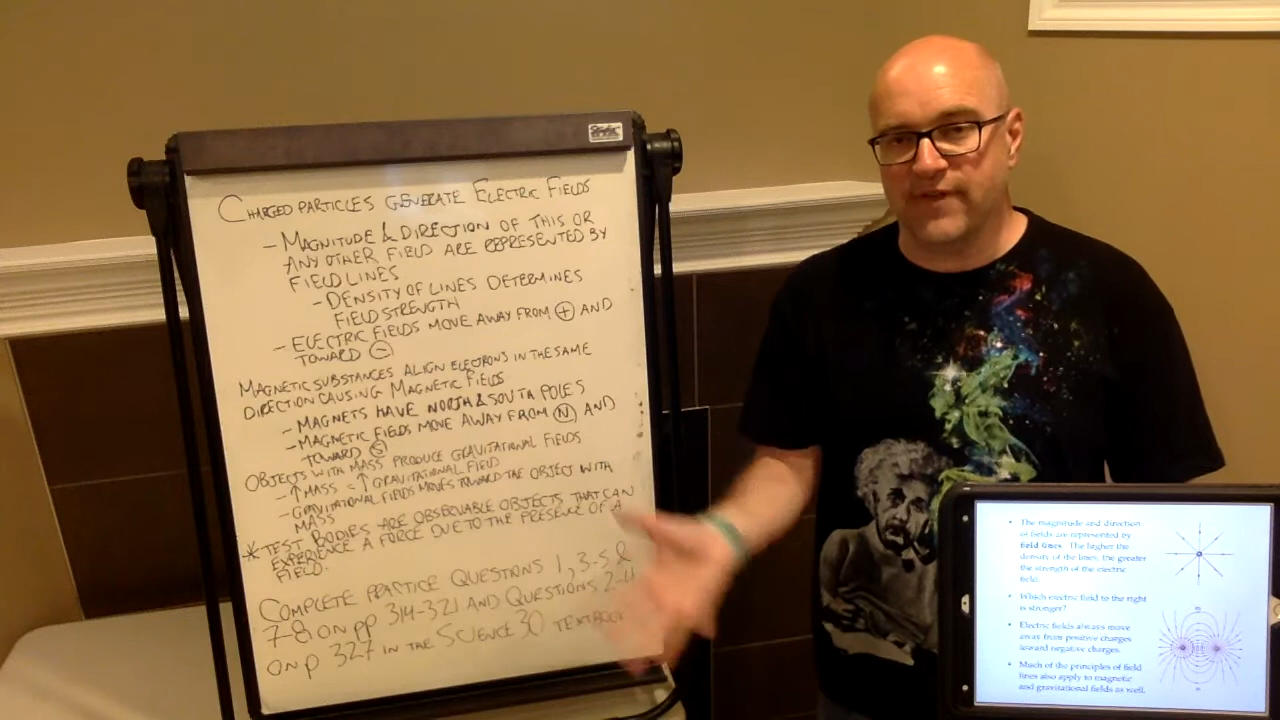 CHARGED PARTICLES GENERATE ELECTRIC FIELDS
- MAGNITUDE & DIRECTION OF THIS OR
ANY OTHER FIELD ARE REPRESENTED BY
FIELD LINES
- DENSITY OF LINES DETERMINES
FIELD STRENGTH
- ELECTRIC FIELDS MOVE AWAY FROM + AND
TOWARD -
MAGNETIC SUBSTANCES ALIGN ELECTRONS IN THE SAME
DIRECTION CAUSING MAGNETIC FIELDS
- MAGNETS HAVE NORTH & SOUTH POLES
- MAGNETIC FIELDS MOVE AWAY FROM N AND
TOWARD S
OBJECTS WITH MASS PRODUCE GRAVITATIONAL FIELDS
- ↑ MASS = ↑ GRAVITATIONAL FIELD
- GRAVITATIONAL FIELDS MOVES TOWARD THE OBJECT WITH
MASS
* TEST BODIES ARE OBSERVABLE OBJECTS THAT CAN
EXPERIENCE A FORCE DUE TO THE PRESENCE OF A
FIELD.
COMPLETE PRACTICE QUESTIONS 1, 3-5 &
7-8 ON p 314-321 AND QUESTIONS
ON p 327 IN THE SCIENCE 30 TEXTBOOK
• The magnitude and direction
of fields are represented by
field lines. The higher the
density of the lines, the greater
the strength of the electric
field.
• Which electric field to the right
is stronger?
• Electric fields always move
away from positive charges
toward negative charges.
• Much of the principles of field
lines also apply to magnetic
and gravitational fields as well.